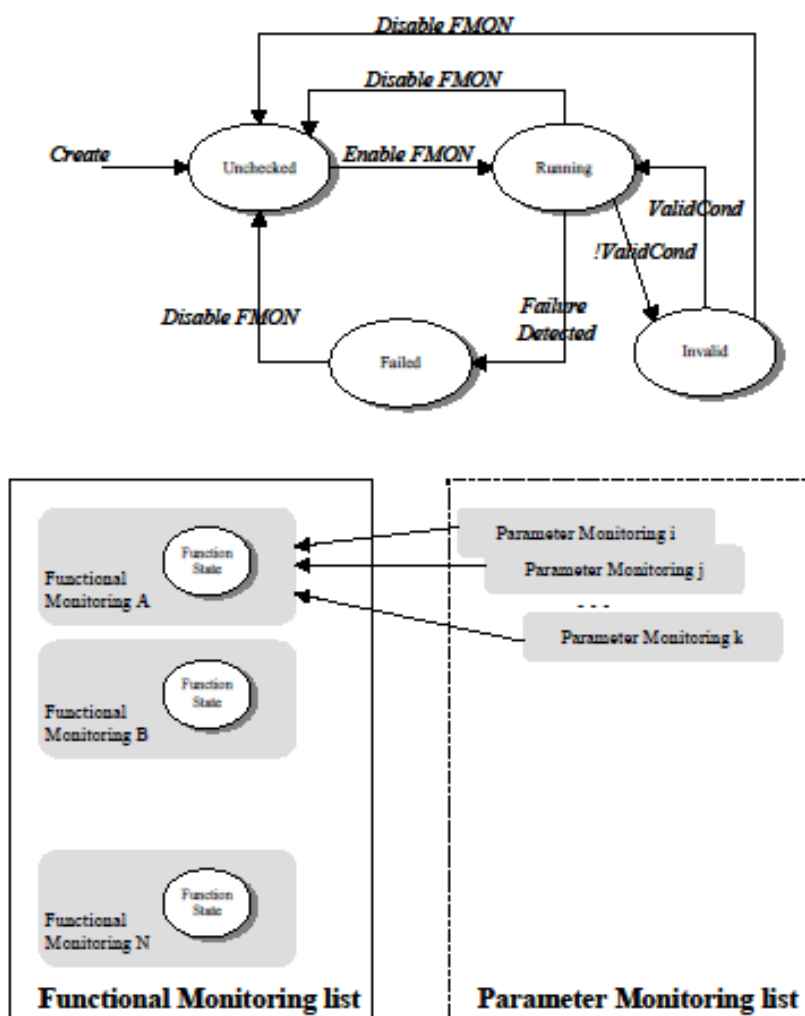 Disable FMON
Disable FMON
Create
Unchecked
Enable FMON
Running
ValidCond
!ValidCond
Disable FMON
Failure
Detected
Failed
Invalid
Function
State
Functional
Monitoring A
Parameter Monitoring i
Parameter Monitoring j
- - -
Parameter Monitoring k
Function
State
Functional
Monitoring B
Function
State
Functional
Monitoring N
Functional Monitoring list
Parameter Monitoring list